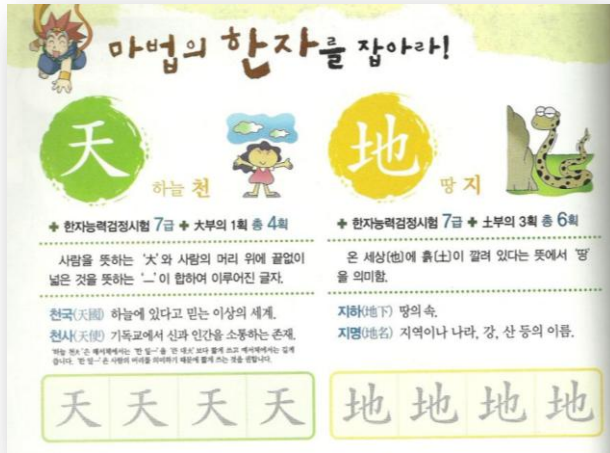 마법의 한자를 잡아라!
天
하늘 천
+ 한자능력검정시험 7급 + 大부의 1획 총 4획
사람을 뜻하는 '大'와 사람의 머리 위에 끝없이
넓은 것을 뜻하는 '一'이 합하여 이루어진 글자.
천국(天國) 하늘에 있다고 믿는 이상의 세계.
천사(天使) 기독교에서 신과 인간을 소통하는 존재.
天 天 天 天
地
땅 지
+ 한자능력검정시험 7급 + 土부의 3획 총 6획
온 세상(也)에 흙(土)이 깔려 있다는 뜻에서 '땅'
을 의미함.
지하(地下) 땅의 속.
지명(地名) 지역이나 나라, 강, 산 등의 이름.
地 地 地 地